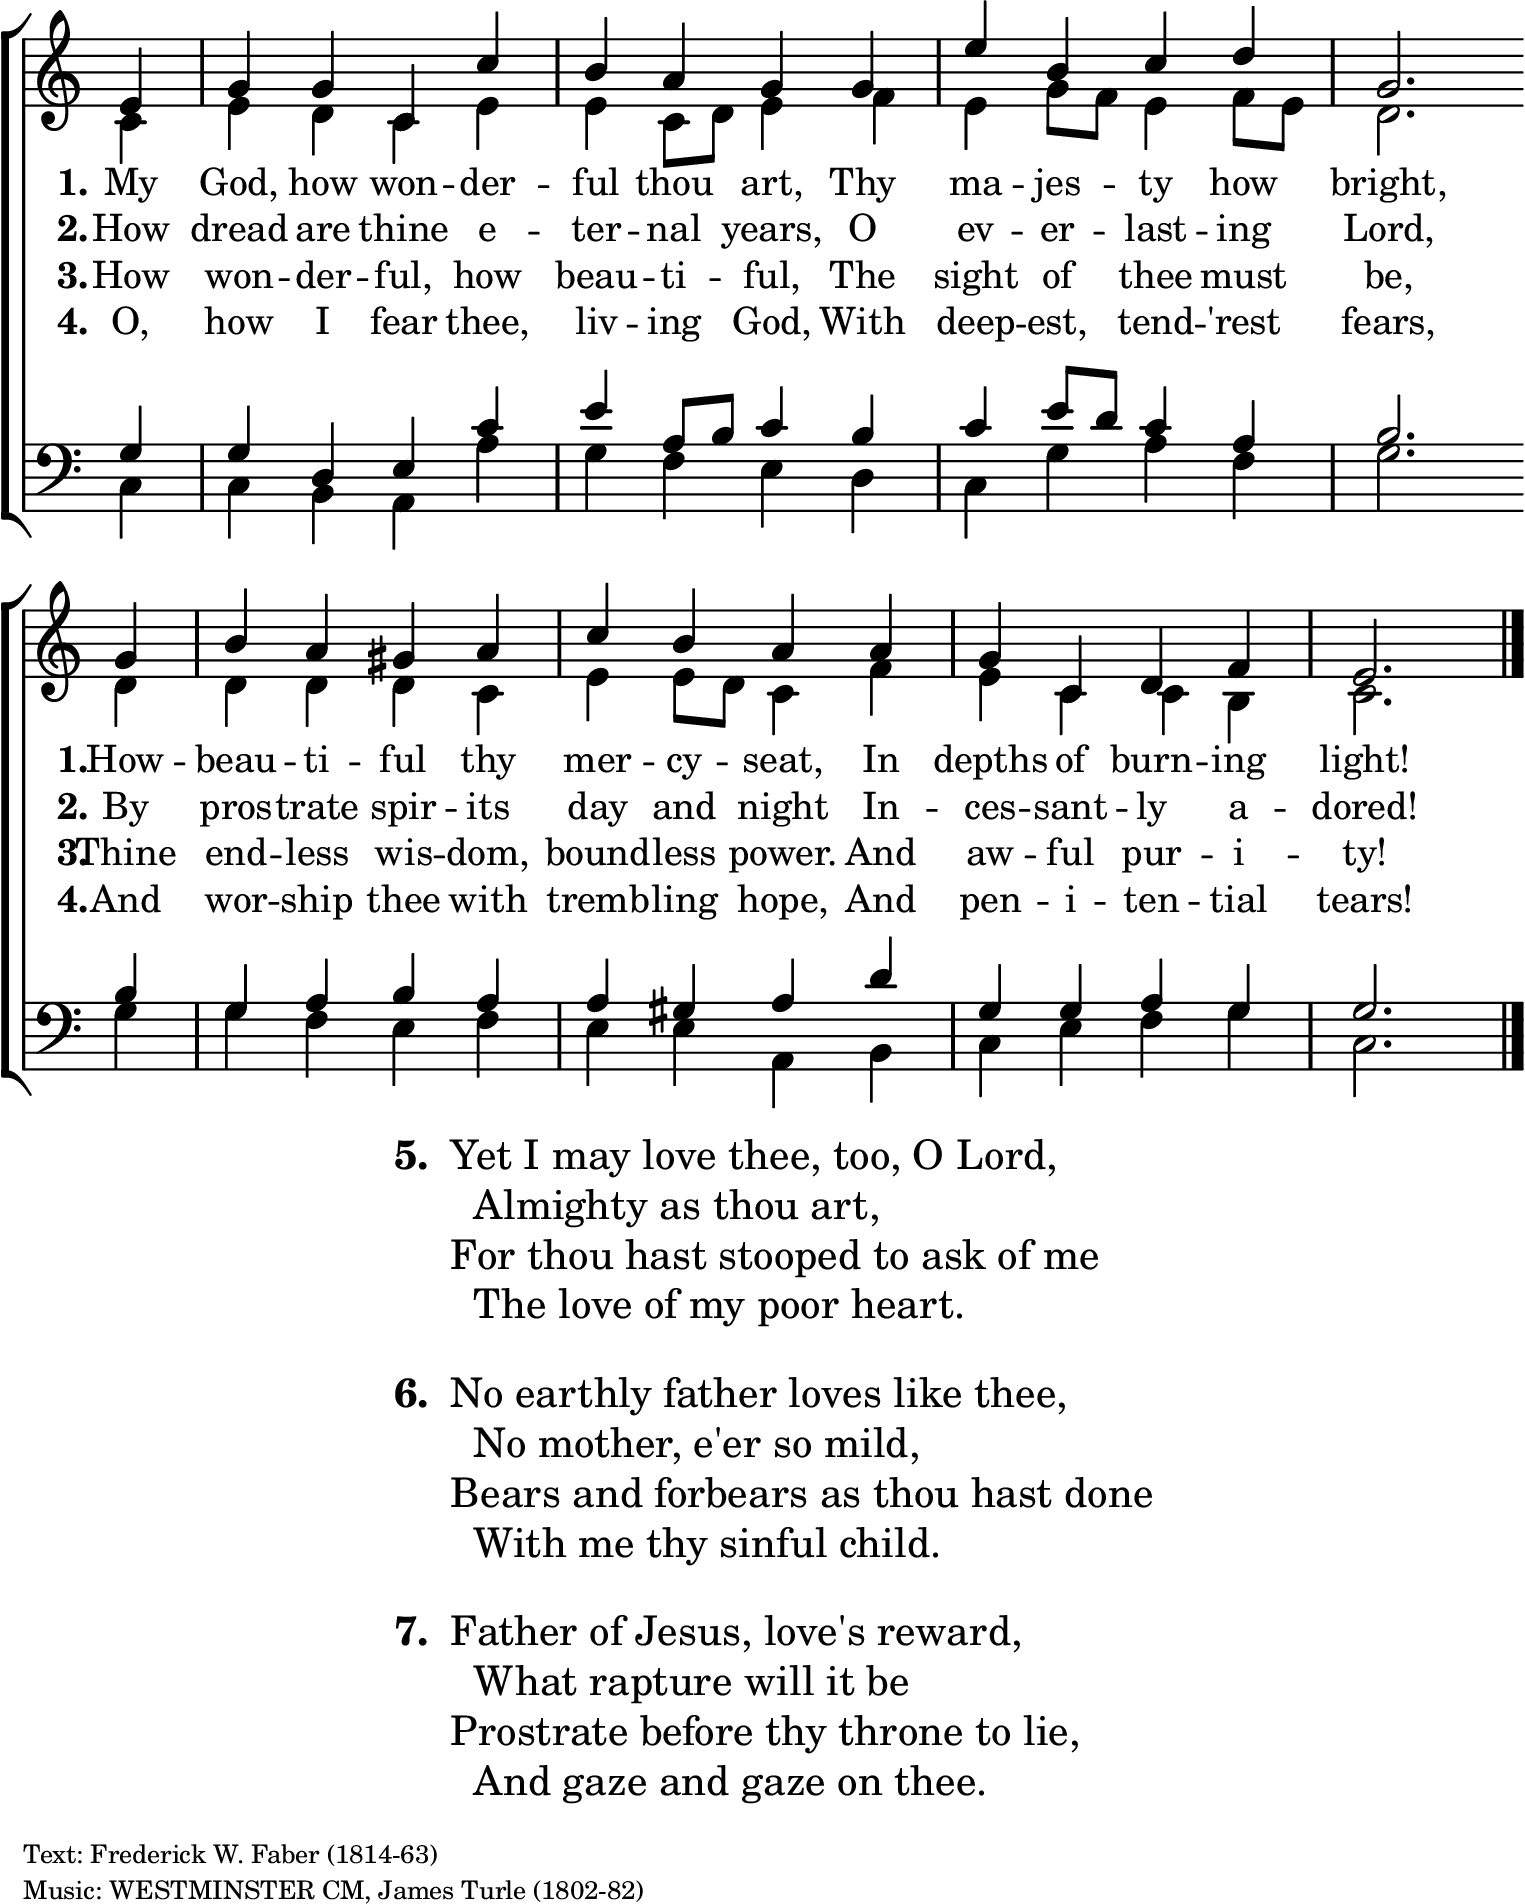 1. My God, how won -- der -- ful thou art, Thy ma -- jes -- ty how bright,
2. How dread are thine e -- ter -- nal years, O ev -- er -- last -- ing Lord,
3. How won -- der -- ful, how beau -- ti -- ful, The sight of thee must be,
4. O, how I fear thee, liv -- ing God, With deep -- est, tend -- 'rest fears,
1. How -- beau -- ti -- ful thy mer -- cy -- seat, In depths of burn -- ing light!
2. By pros -- trate spir -- its day and night In -- ces -- sant -- ly a -- dored!
3. Thine end -- less wis -- dom, bound -- less power. And aw -- ful pur -- i -- ty!
4. And wor -- ship thee with trem -- bling hope, And pen -- i -- ten -- tial tears!
5. Yet I may love thee, too, O Lord,
Almighty as thou art,
For thou hast stooped to ask of me
The love of my poor heart.
6. No earthly father loves like thee,
No mother, e'er so mild,
Bears and forbears as thou hast done
With me thy sinful child.
7. Father of Jesus, love's reward,
What rapture will it be
Prostrate before thy throne to lie,
And gaze and gaze on thee.
Text: Frederick W. Faber (1814-63)
Music: WESTMINSTER CM, James Turle (1802-82)